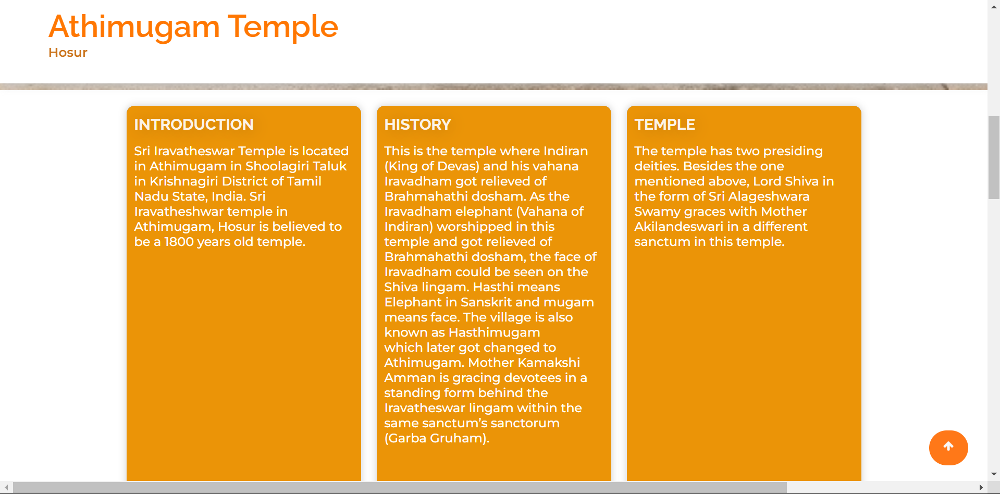 Athimugam Temple
Hosur
INTRODUCTION
Sri Iravatheswar Temple is located
in Athimugam in Shoolagiri Taluk
in Krishnagiri District of Tamil
Nadu State, India. Sri
Iravatheshwar temple in
Athimugam, Hosur is believed to
be a 1800 years old temple.
HISTORY
This is the temple where Indiran
(King of Devas) and his vahana
Iravadham got relieved of
Brahmahathi dosham. As the
Iravadham elephant (Vahana of
Indiran) worshipped in this
temple and got relieved of
Brahmahathi dosham, the face of
Iravadham could be seen on the
Shiva lingam. Hasthi means
Elephant in Sanskrit and mugam
means face. The village is also
known as Hasthimugam
which later got changed to
Athimugam. Mother Kamakshi
Amman is gracing devotees in a
standing form behind the
Iravatheswar lingam within the
same sanctum’s sanctorum
(Garba Gruham).
TEMPLE
The temple has two presiding
deities. Besides the one
mentioned above, Lord Shiva in
the form of Sri Alageshwara
Swamy graces with Mother
Akilandeswari in a different
sanctum in this temple.